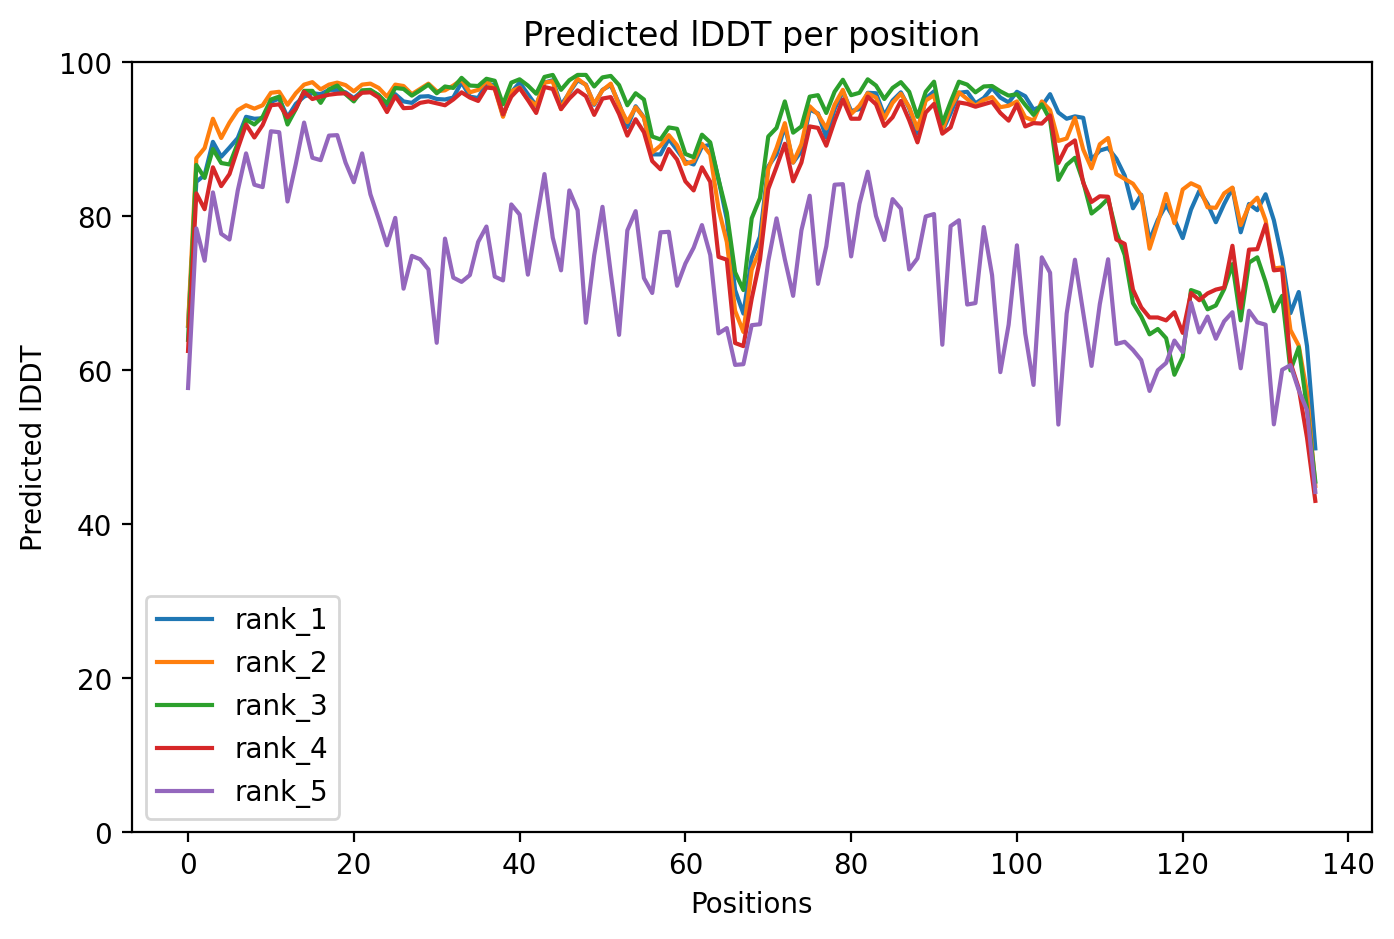 Predicted lDDT per position
Predicted lDDT
100
80
60
40
20
0
rank_1
rank_2
rank_3
rank_4
rank_5
0 20 40 60 80 100 120 140
Positions